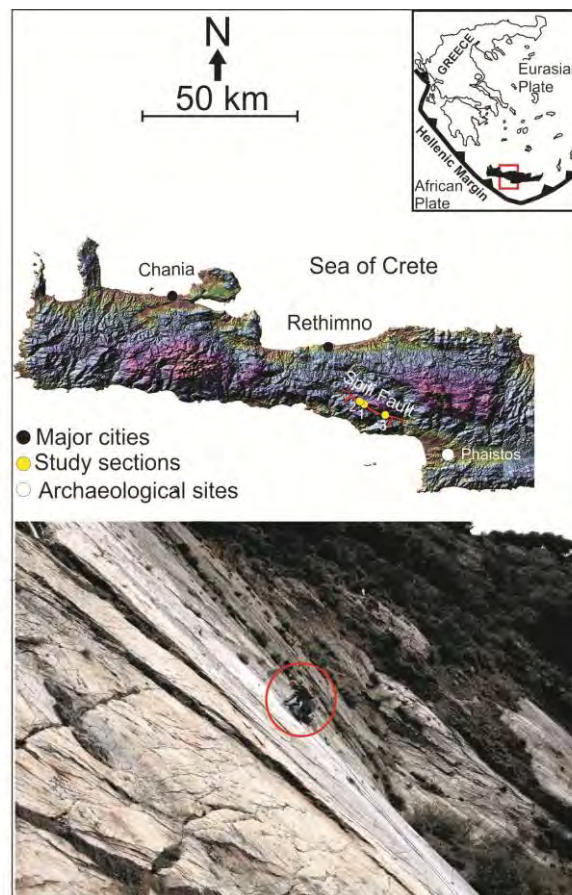 N
50 km
GREECE
Eurasian
Plate
Hellenic Margin
African
Plate
Chania
Sea of Crete
Rethimno
Spili Fault
2
1
3
Phaistos
Major cities
Study sections
Archaeological sites